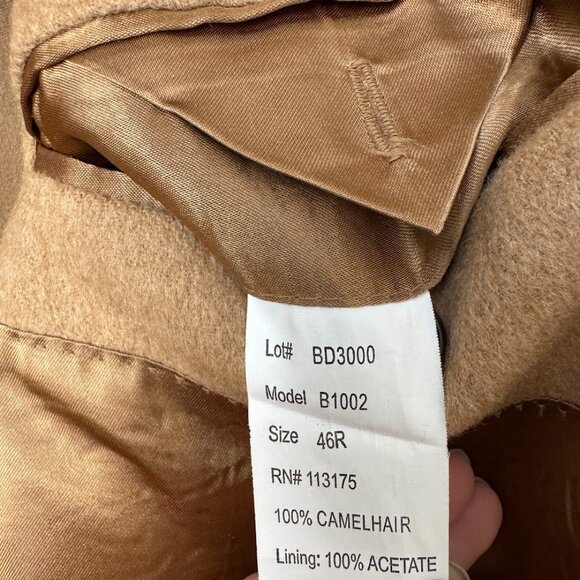 Lot# BD3000
Model B1002
Size 46R
RN# 113175
100% CAMELHAIR
Lining: 100% ACETATE